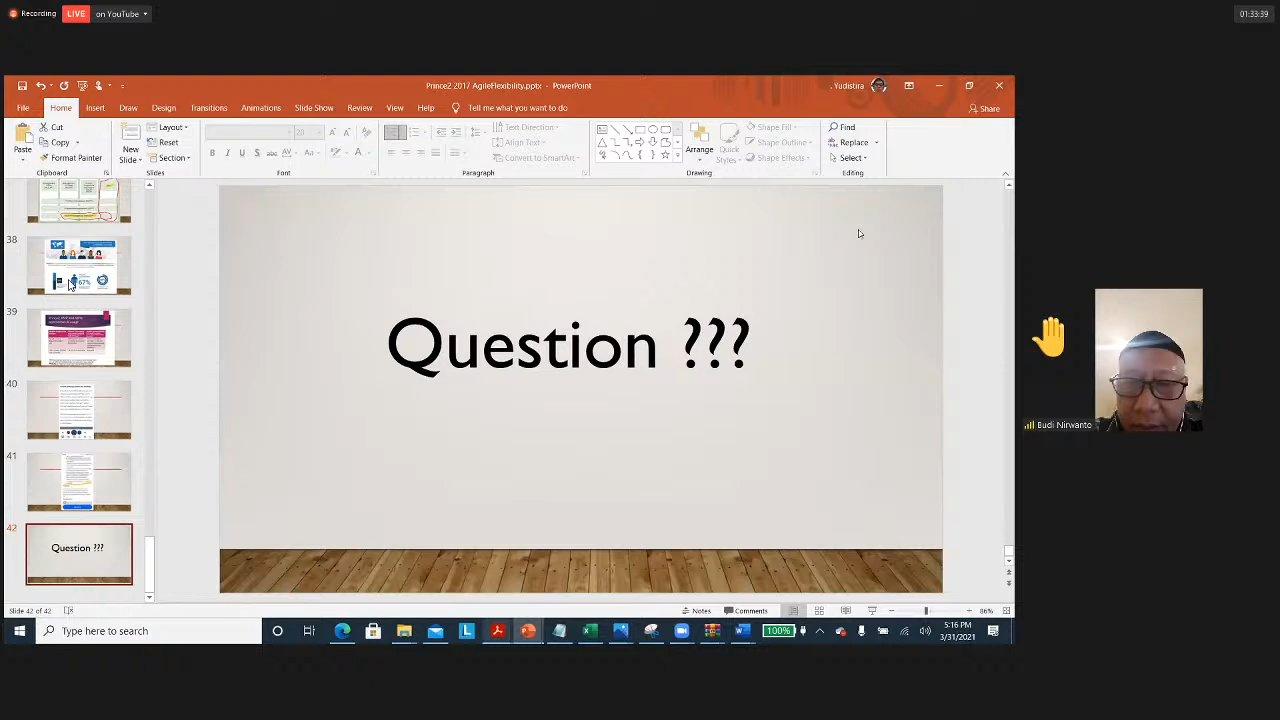 Recording
LIVE
on YouTube
01:33:39
Prince2 2017 AgileFlexibility.pptx - PowerPoint
. Yudistira
File
Home
Insert
Draw
Design
Transitions
Animations
Slide Show
Review
View
Help
Tell me what you want to do
Share
Paste
Cut
Copy
Format Painter
Clipboard
New
Slide
Layout
Reset
Section
Slides
20
Font
Text Direction
Align Text
Convert to SmartArt
Paragraph
Arrange
Quick
Styles
Shape Fill
Shape Outline
Shape Effects
Drawing
Find
Replace
Select
Editing
38
67%
39
40
41
42
Question ???
Question ???
Budi Nirwanto
Slide 42 of 42
Notes
Comments
86%
Type here to search
100%
5:16 PM
3/31/2021